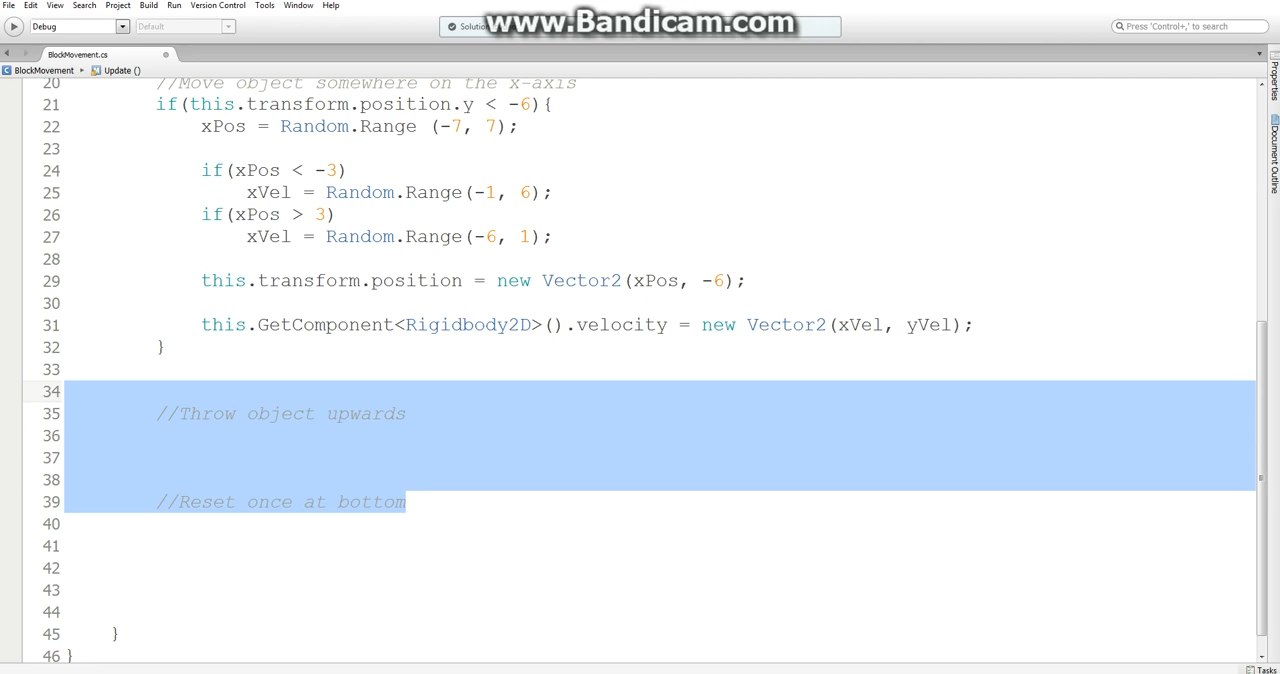 File Edit View Search Project Build Run Version Control Tools Window Help
Debug Default Solution www.Bandicam.com Press 'Control+,' to search
BlockMovement.cs
BlockMovement Update ()
20 //Move object somewhere on the x-axis
21 if(this.transform.position.y < -6){
22 xPos = Random.Range (-7, 7);
23
24 if(xPos < -3)
25 xVel = Random.Range(-1, 6);
26 if(xPos > 3)
27 xVel = Random.Range(-6, 1);
28
29 this.transform.position = new Vector2(xPos, -6);
30
31 this.GetComponent<Rigidbody2D>().velocity = new Vector2(xVel, yVel);
32 }
33
34
35 //Throw object upwards
36
37
38
39 //Reset once at bottom
40
41
42
43
44
45 }
46 }
Properties
Document Outline
Tasks